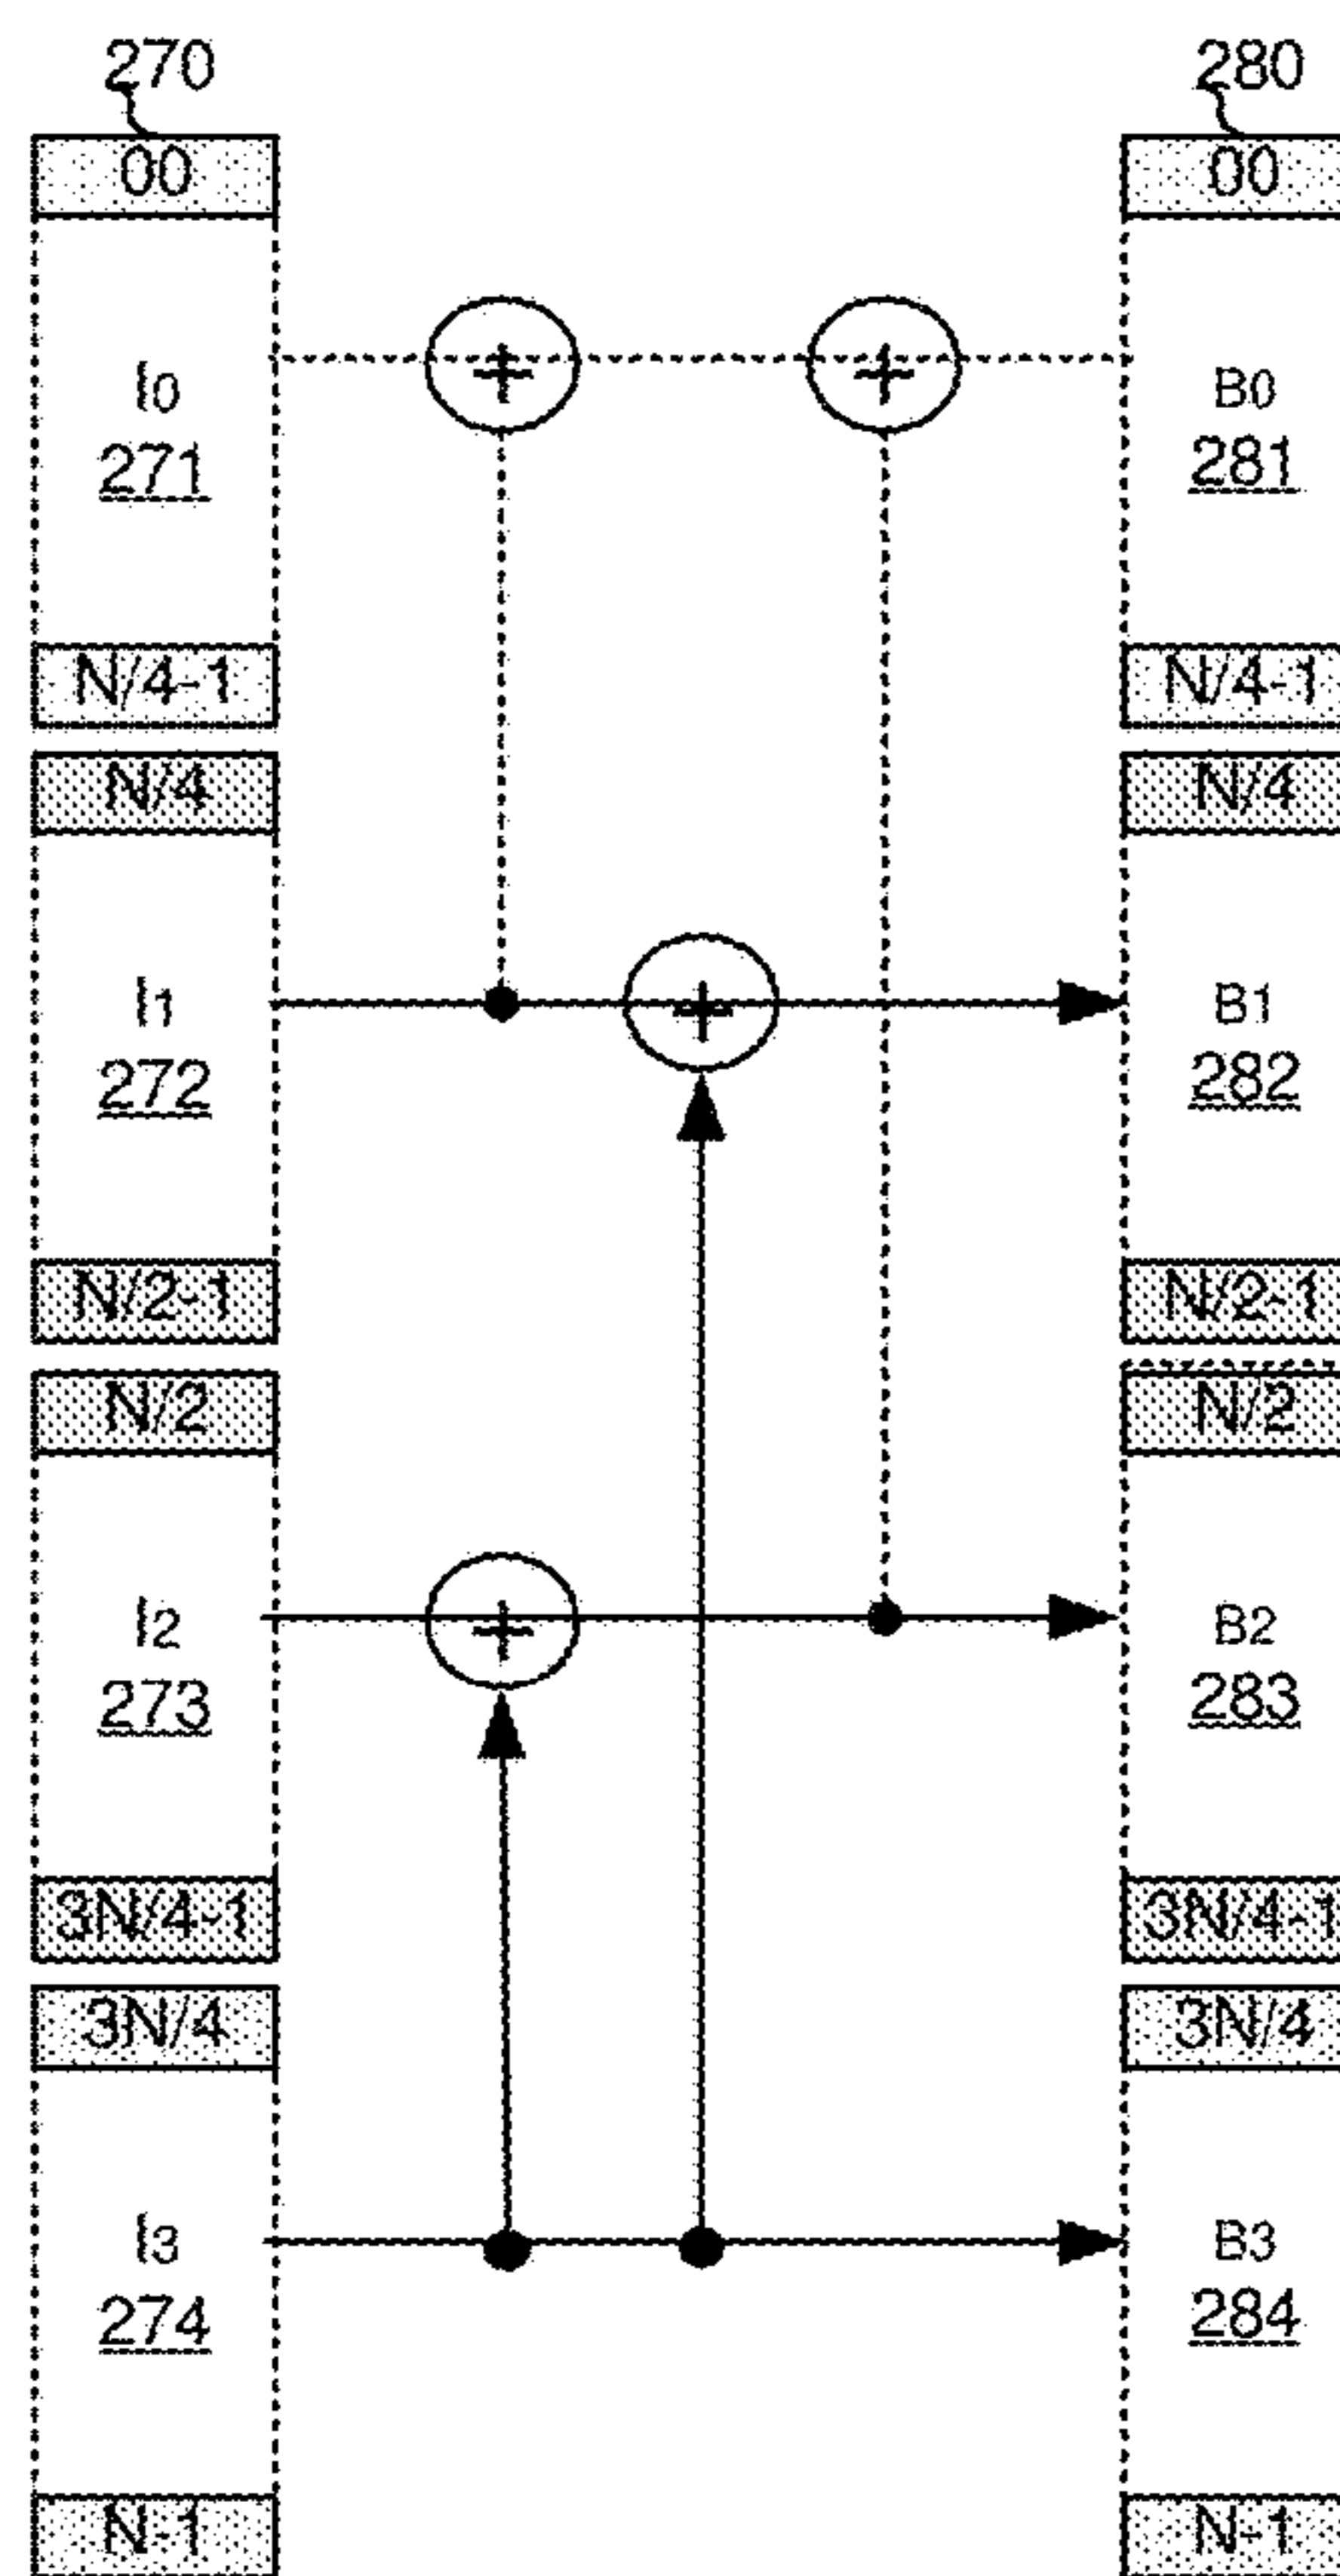 270 280
00 00
I0 B0
271 281
N/4-1 N/4-1
N/4 N/4
I1 B1
272 282
N/2-1 N/2-1
N/2 N/2
I2 B2
273 283
3N/4-1 3N/4-1
3N/4 3N/4
I3 B3
274 284
N-1 N-1